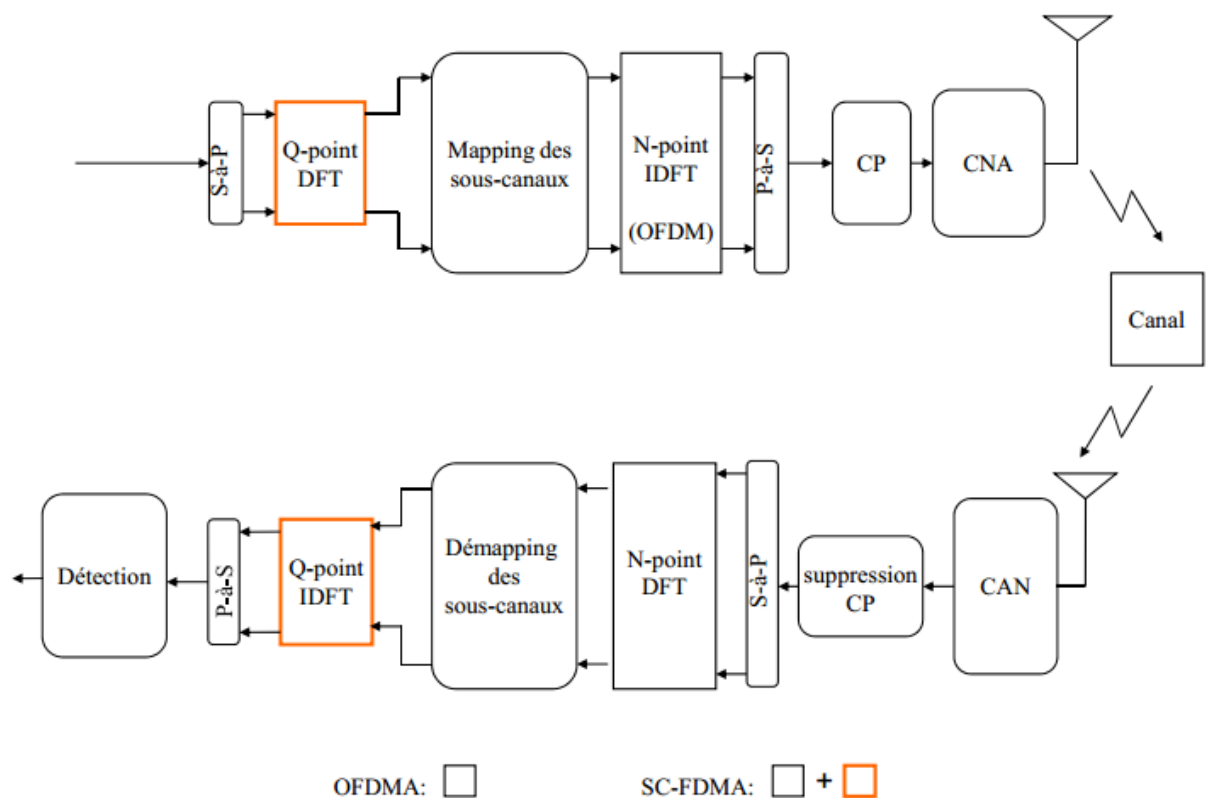 S-à-P
Q-point
DFT
Mapping des
sous-canaux
N-point
IDFT
(OFDM)
P-à-S
CP
CNA
Canal
Détection
P-à-S
Q-point
IDFT
Démapping
des
sous-canaux
N-point
DFT
S-à-P
suppression
CP
CAN
OFDMA:
SC-FDMA: +